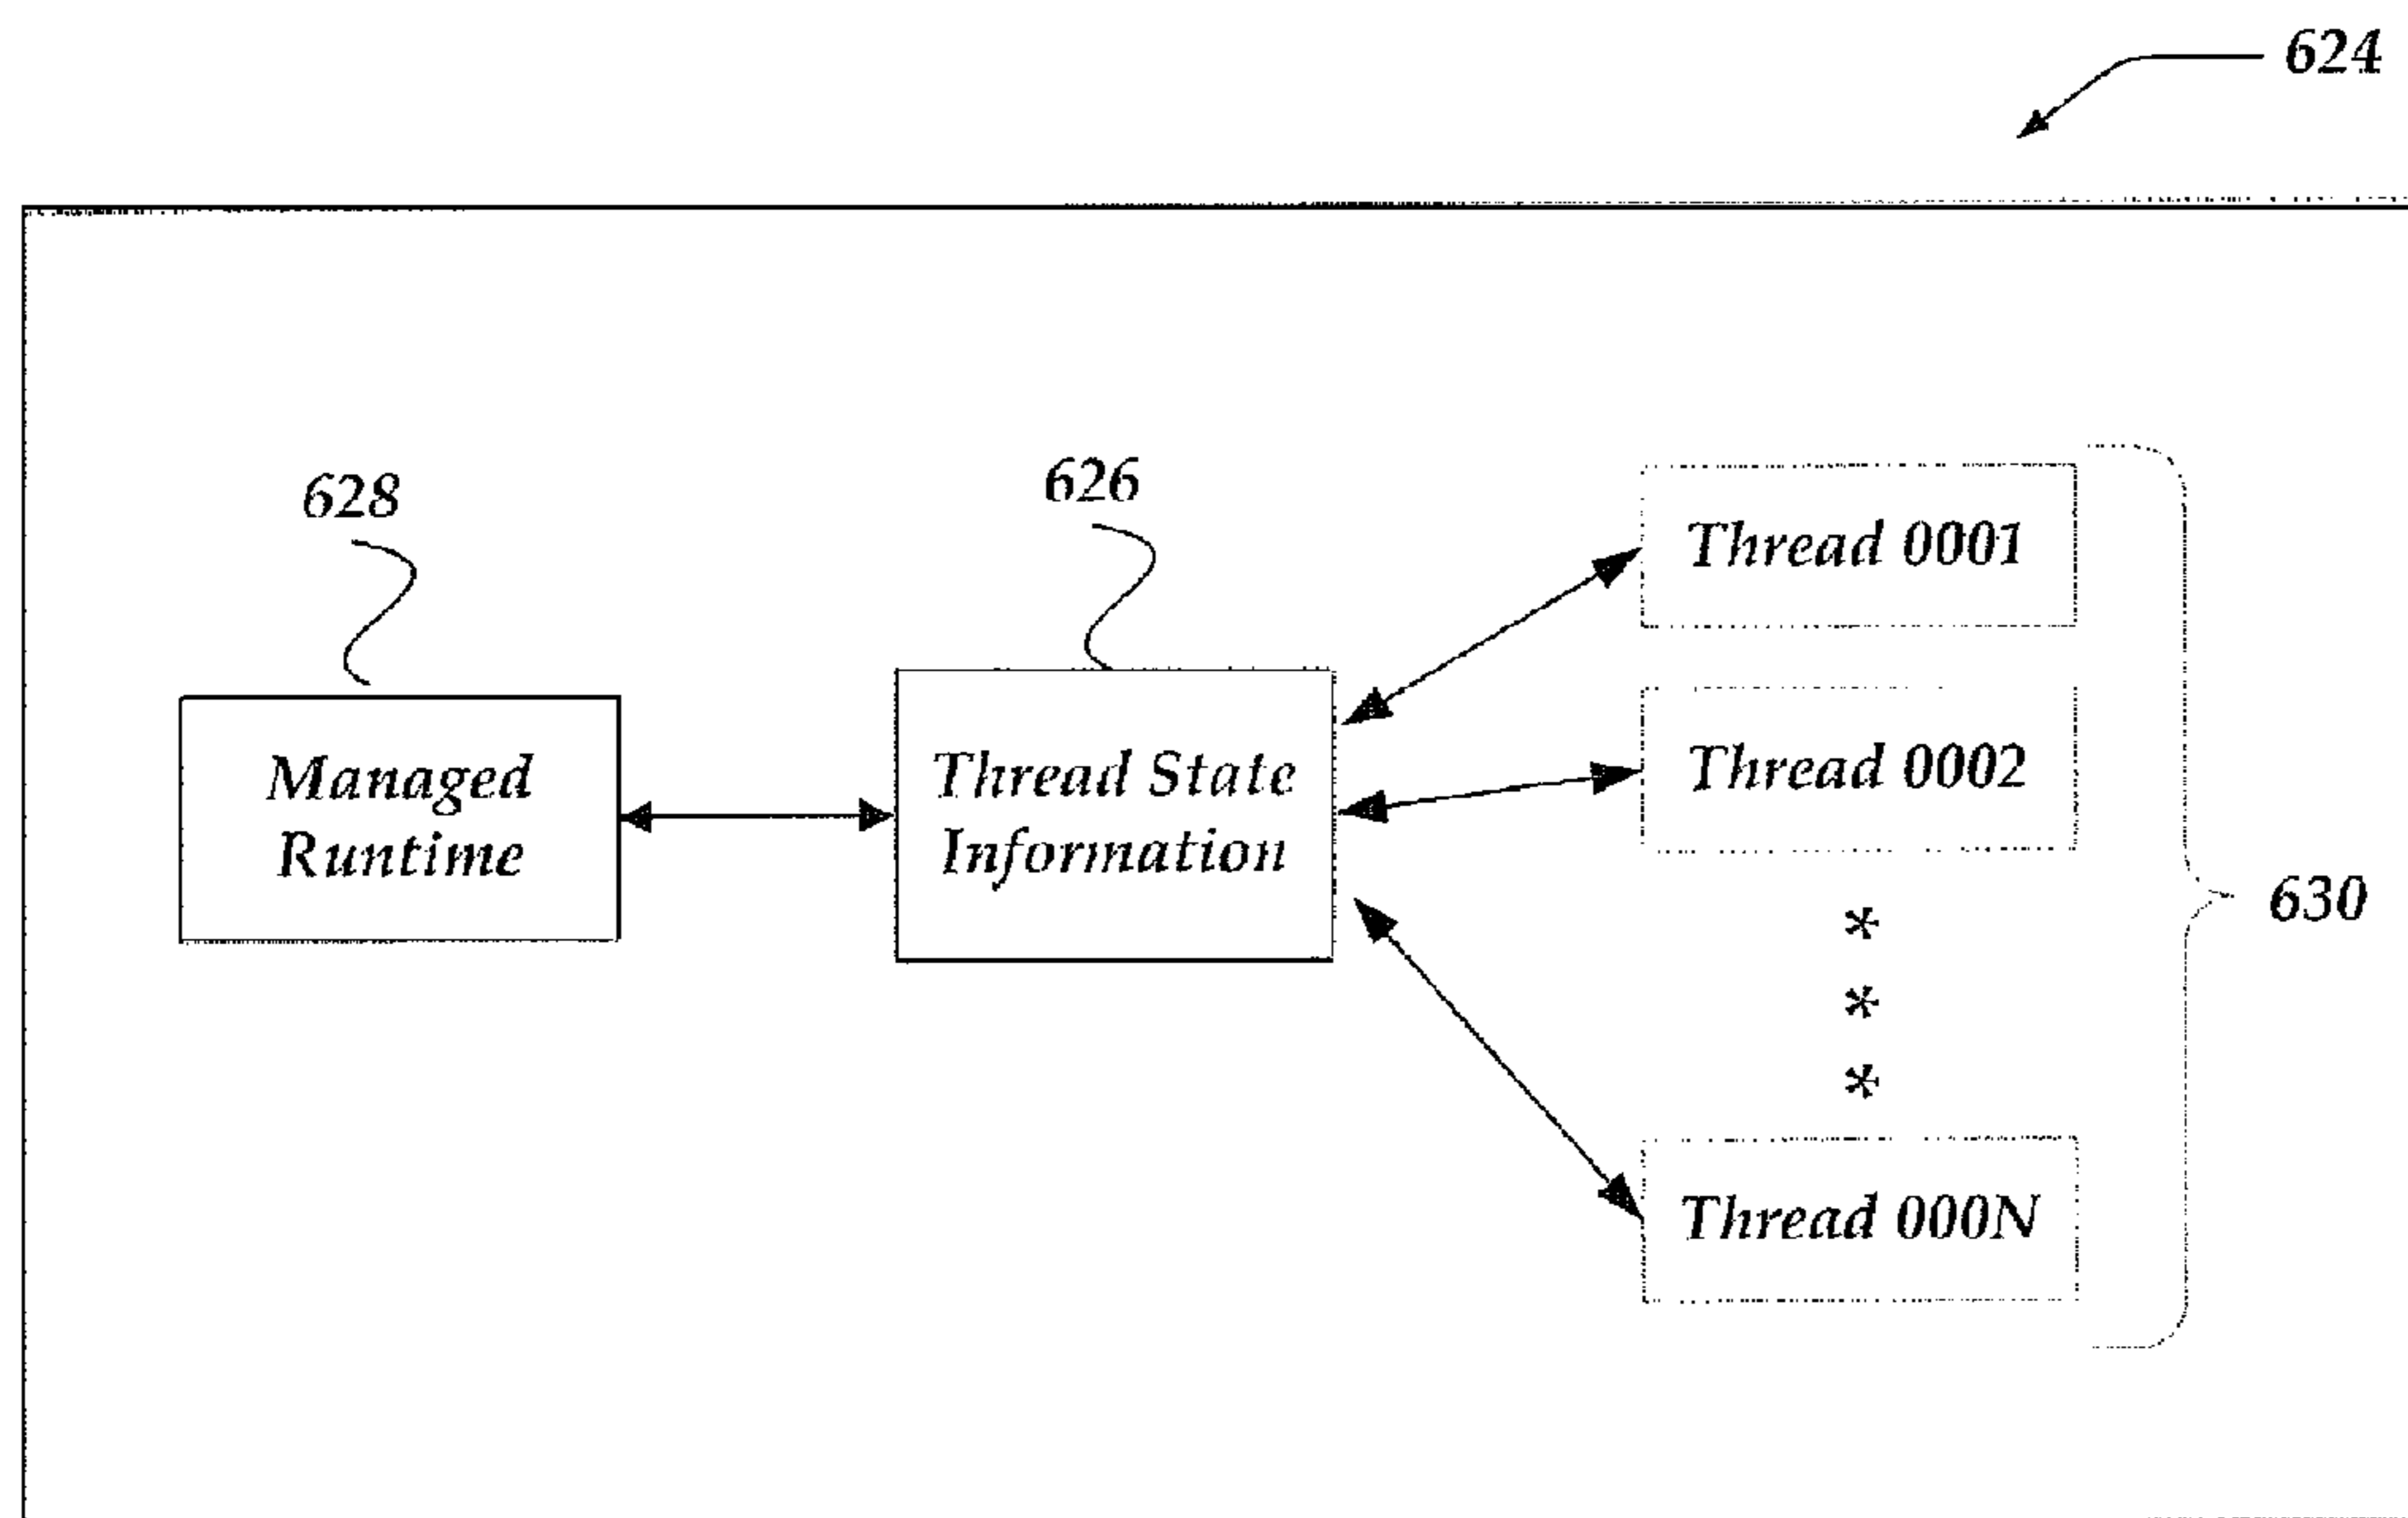 624
628
626
Thread 0001
Managed
Runtime
Thread State
Information
Thread 0002
630
*
*
*
Thread 000N